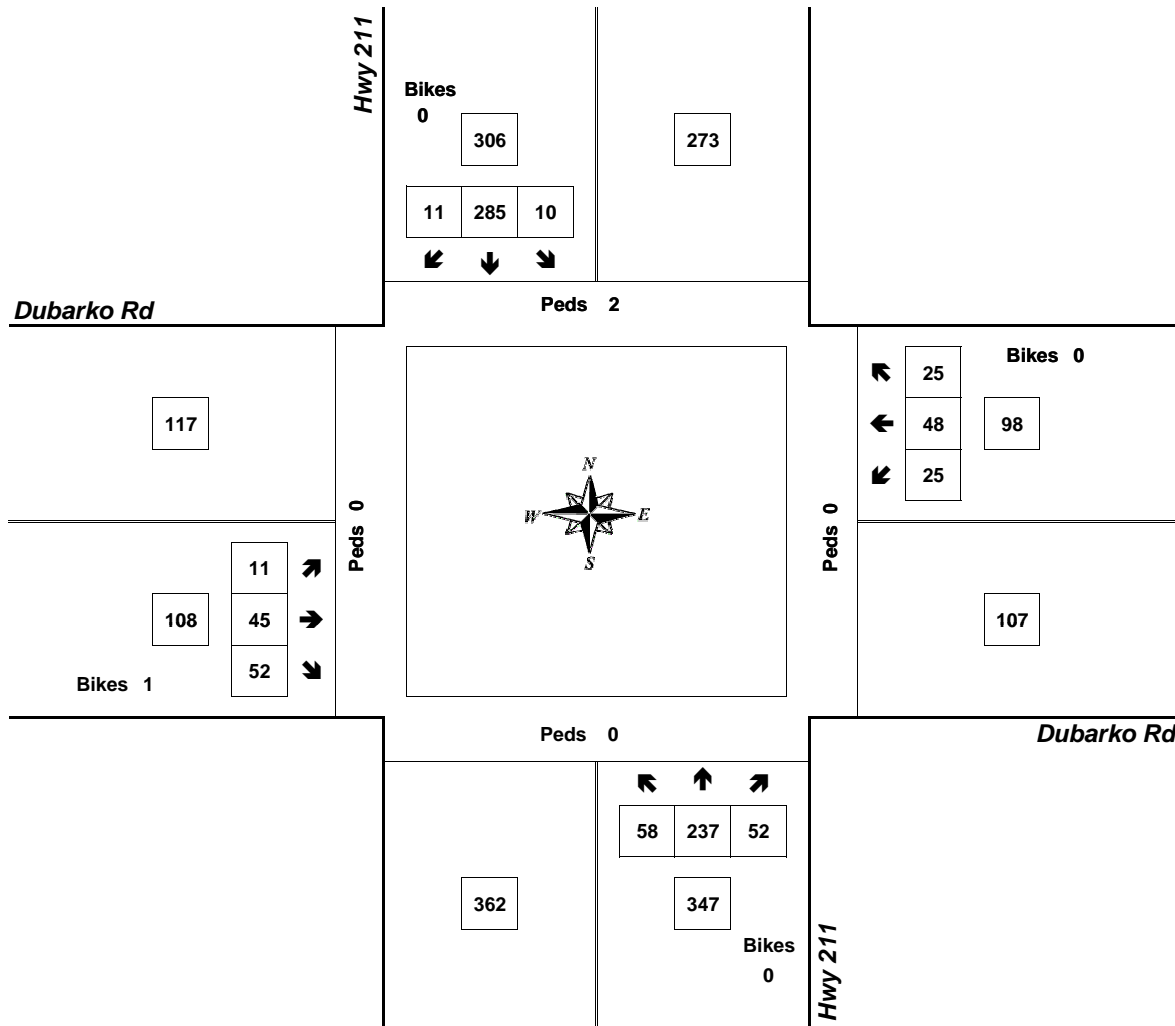 Hwy 211
Bikes
0
306
273
11 285 10
Peds 2
Dubarko Rd
117
Peds 0
11
108 45
52
Bikes 1
N
W E
S
Peds 0
Bikes 0
25
48 98
25
107
Peds 0
Dubarko Rd
58 237 52
362
347
Bikes
0
Hwy 211